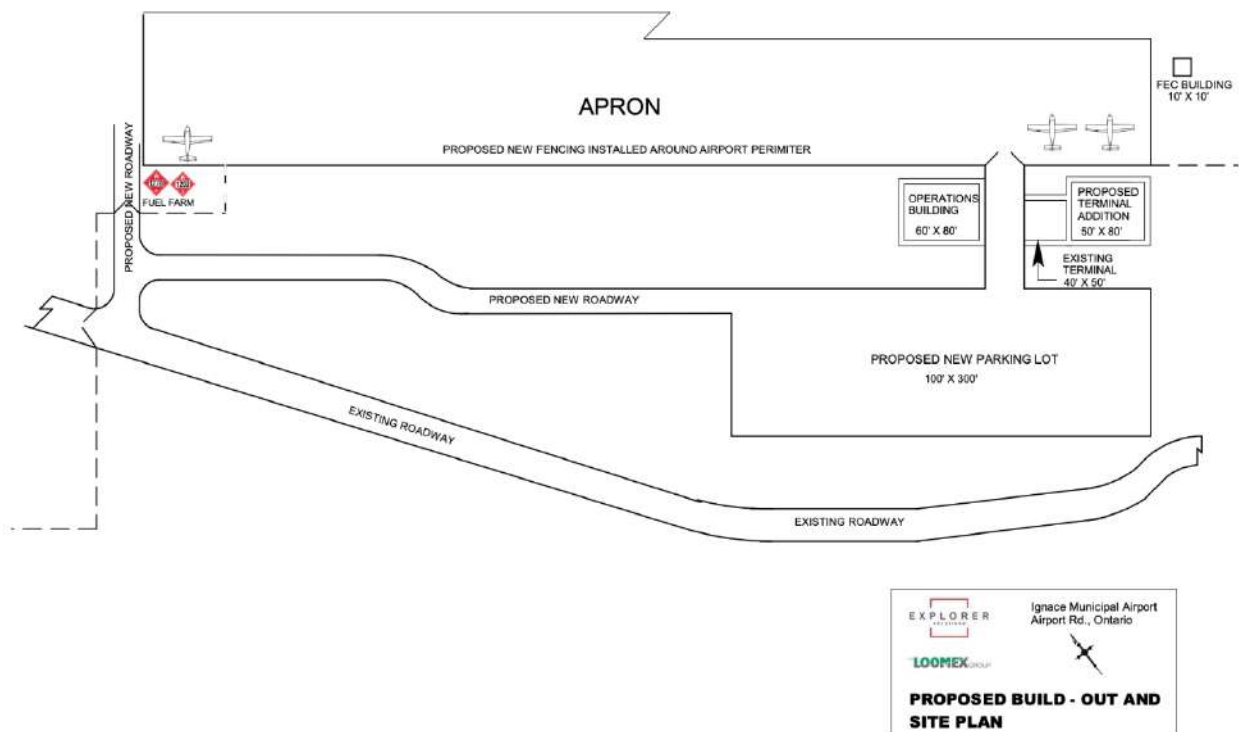 FEC BUILDING
10' X 10'
APRON
PROPOSED NEW FENCING INSTALLED AROUND AIRPORT PERIMITER
PROPOSED NEW ROADWAY
FUEL FARM
OPERATIONS
BUILDING
60' X 80'
PROPOSED
TERMINAL
ADDITION
50' X 80'
EXISTING
TERMINAL
40' X 50'
PROPOSED NEW ROADWAY
PROPOSED NEW PARKING LOT
100' X 300'
EXISTING ROADWAY
EXISTING ROADWAY
EXPLORER
Ignace Municipal Airport
Airport Rd., Ontario
LOOMEX GROUP
PROPOSED BUILD - OUT AND
SITE PLAN